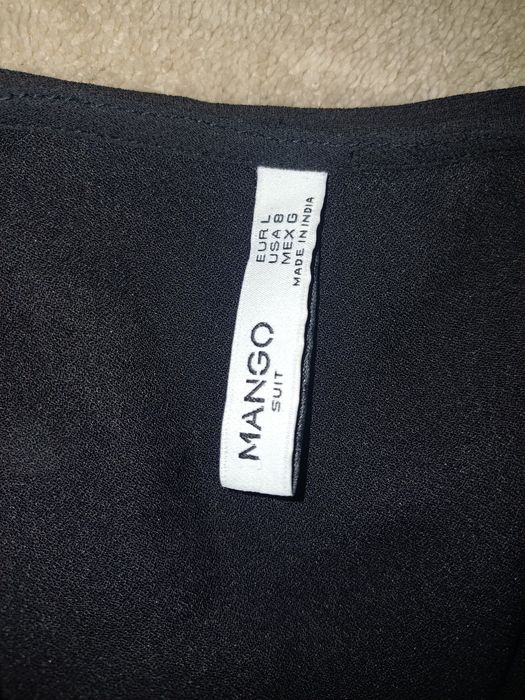 MANGO
SUIT
EUR L
USA 8
MEX G
MADE IN INDIA